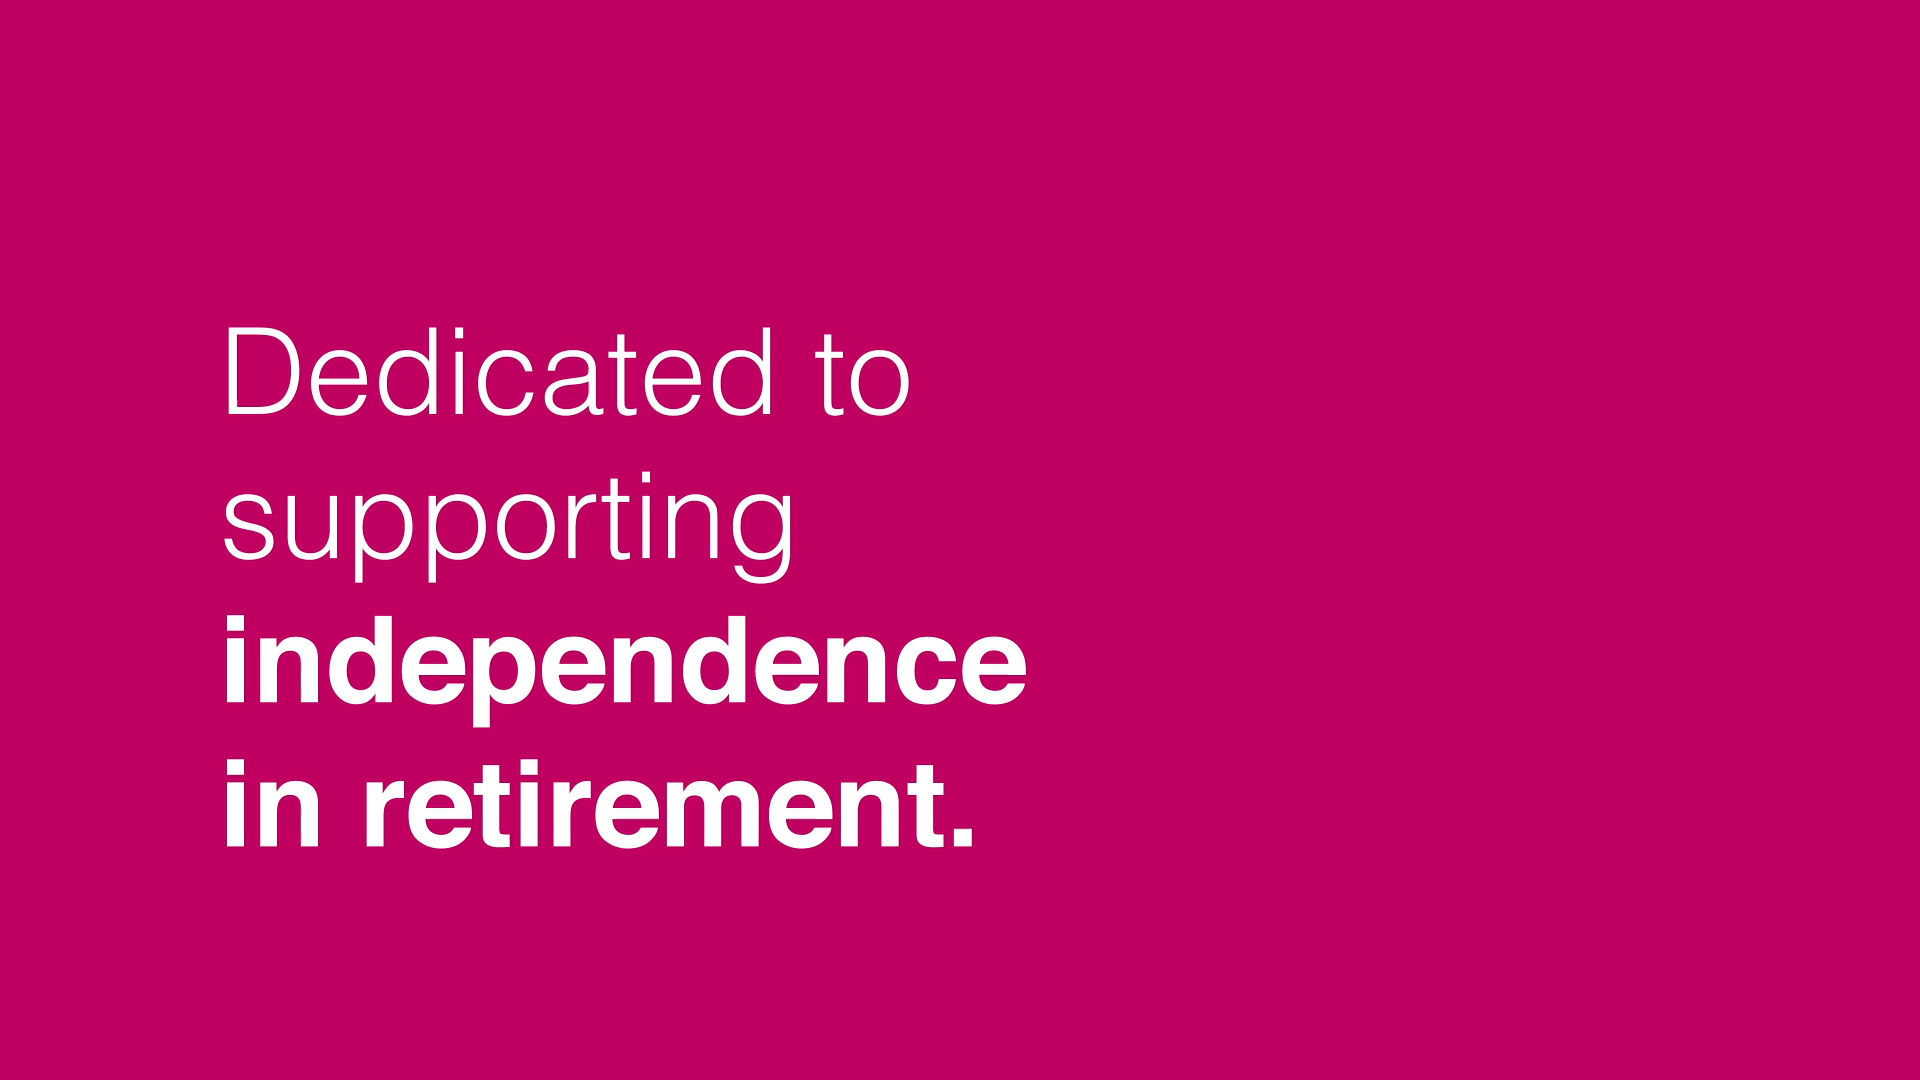 Dedicated to
supporting
independence
in retirement.